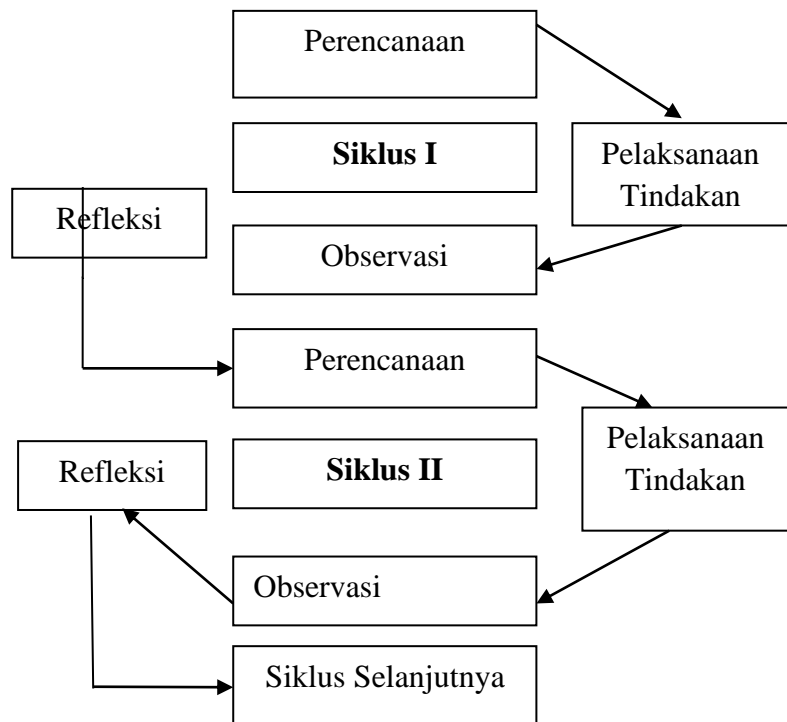 Perencanaan
Siklus I
Pelaksanaan
Tindakan
Refleksi
Observasi
Perencanaan
Pelaksanaan
Tindakan
Refleksi
Siklus II
Observasi
Siklus Selanjutnya